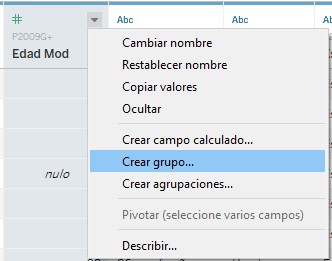 # Abc Abc
P2009G+
Edad Mod
nulo
Cambiar nombre
Restablecer nombre
Copiar valores
Ocultar
Crear campo calculado...
Crear grupo...
Crear agrupaciones...
Pivotar (seleccione varios campos)
Describir...